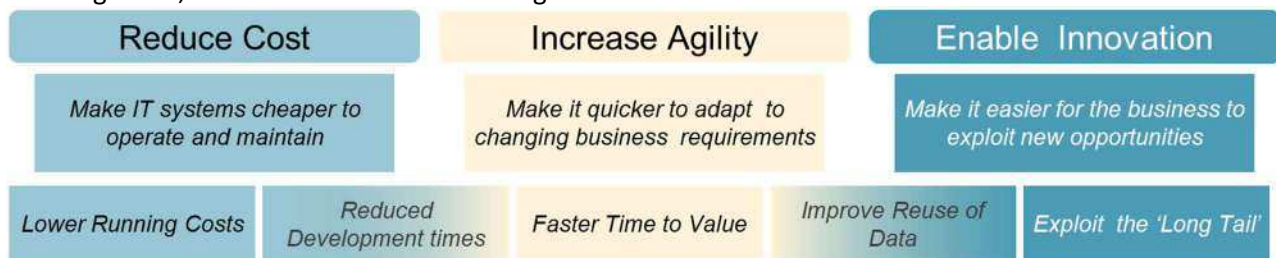 Reduce Cost
Increase Agility
Enable Innovation
Make IT systems cheaper to
operate and maintain
Make it quicker to adapt to
changing business requirements
Make it easier for the business to
exploit new opportunities
Lower Running Costs
Reduced
Development times
Faster Time to Value
Improve Reuse of
Data
Exploit the 'Long Tail'